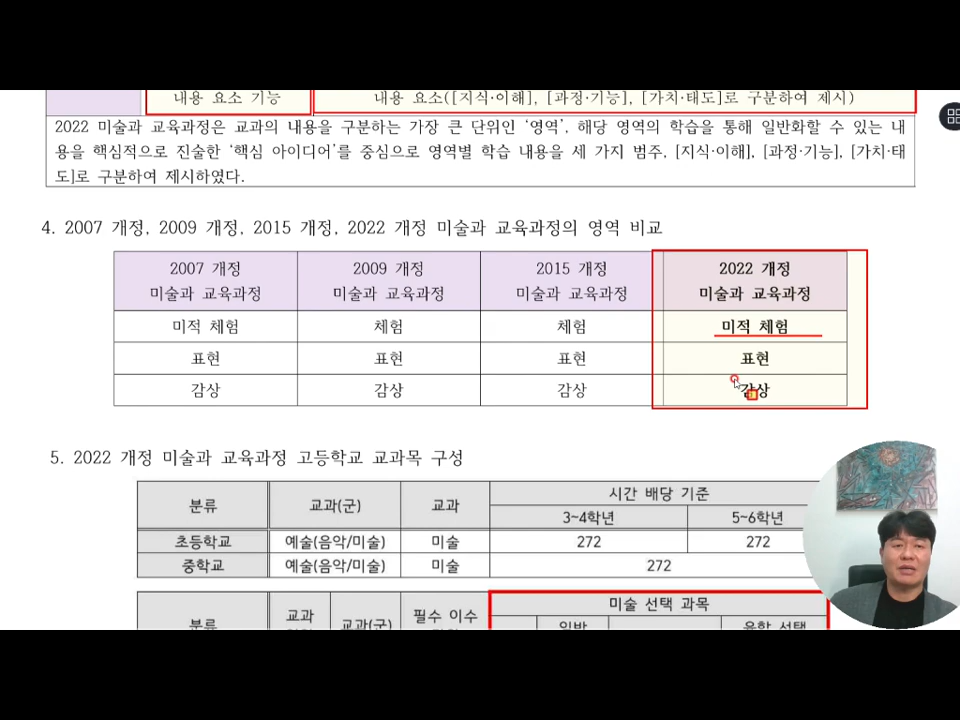 내용 요소 기능 내용 요소([지식·이해], [과정·기능], [가치·태도]로 구분하여 제시)
2022 미술과 교육과정은 교과의 내용을 구분하는 가장 큰 단위인 ‘영역’, 해당 영역의 학습을 통해 일반화할 수 있는 내
용을 핵심적으로 진술한 ‘핵심 아이디어’를 중심으로 영역별 학습 내용을 세 가지 범주, [지식·이해], [과정·기능], [가치·태
도]로 구분하여 제시하였다.
4. 2007 개정, 2009 개정, 2015 개정, 2022 개정 미술과 교육과정의 영역 비교
2007 개정 2009 개정 2015 개정 2022 개정
미술과 교육과정 미술과 교육과정 미술과 교육과정 미술과 교육과정
미적 체험 체험 체험 미적 체험
표현 표현 표현 표현
감상 감상 감상 감상
5. 2022 개정 미술과 교육과정 고등학교 교과목 구성
분류 교과(군) 교과 시간 배당 기준
3~4학년 5~6학년
초등학교 예술(음악/미술) 미술 272 272
중학교 예술(음악/미술) 미술 272
분류 교과 교과(군) 필수 이수 미술 선택 과목
일반 융합 선택